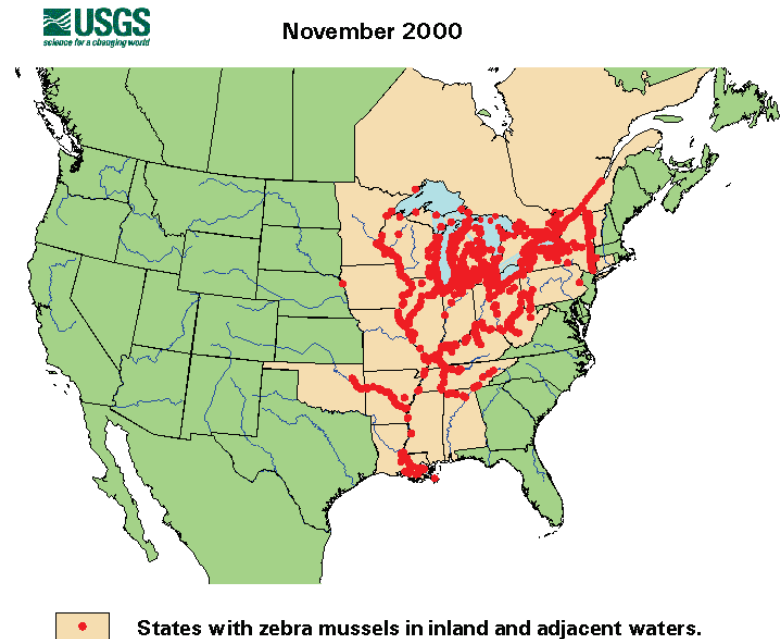 USGS
science for a changing world
November 2000
States with zebra mussels in inland and adjacent waters.